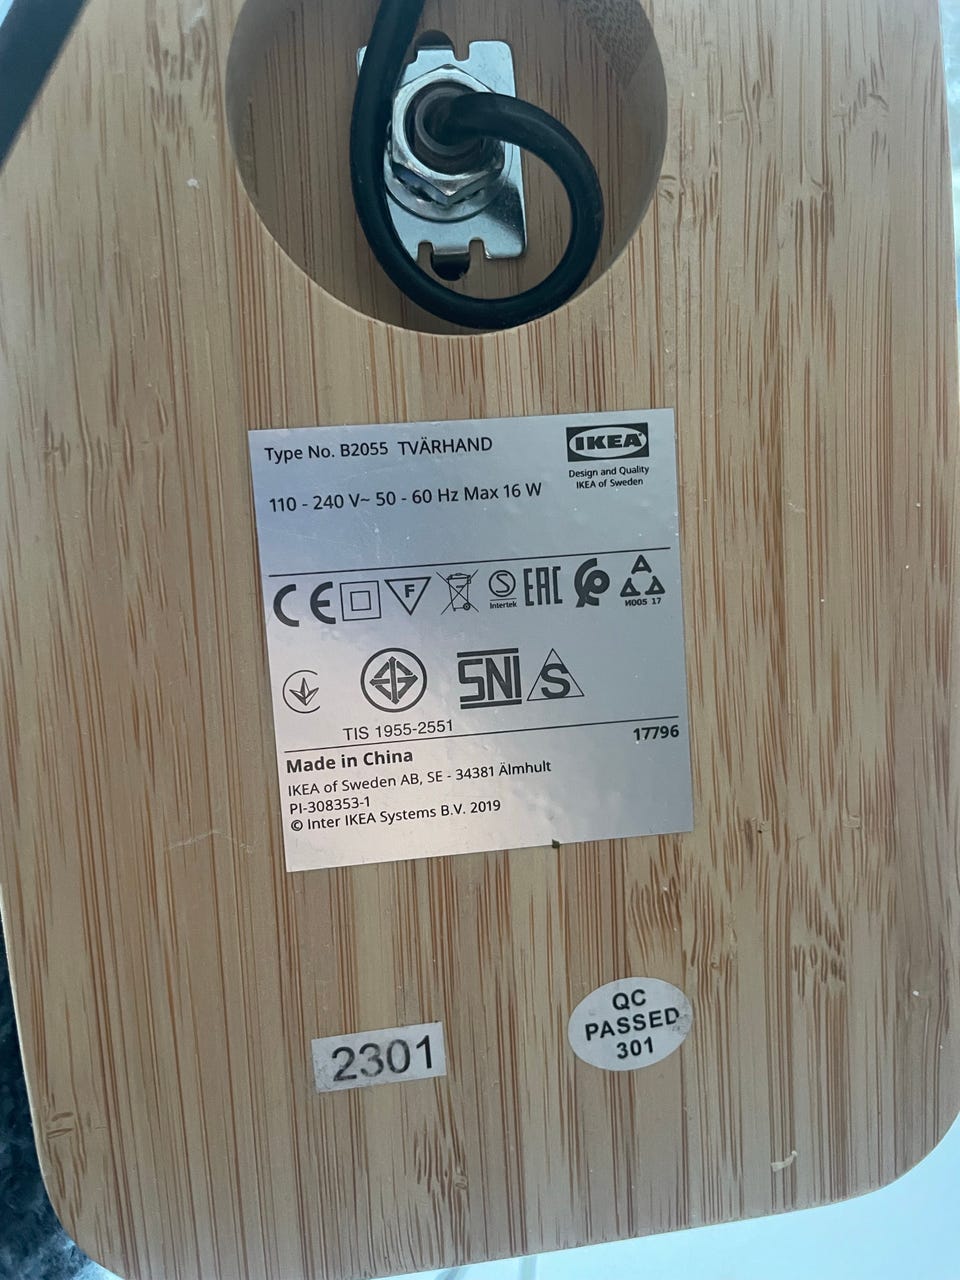 Type No. B2055 TVÄRHAND
IKEA
Design and Quality
IKEA of Sweden
110 - 240 V~ 50 - 60 Hz Max 16 W
CE F Intertek EAC A
И005 17
TIS 1955-2551
SNI S
17796
Made in China
IKEA of Sweden AB, SE - 34381 Älmhult
PI-308353-1
© Inter IKEA Systems B.V. 2019
2301
QC
PASSED
301